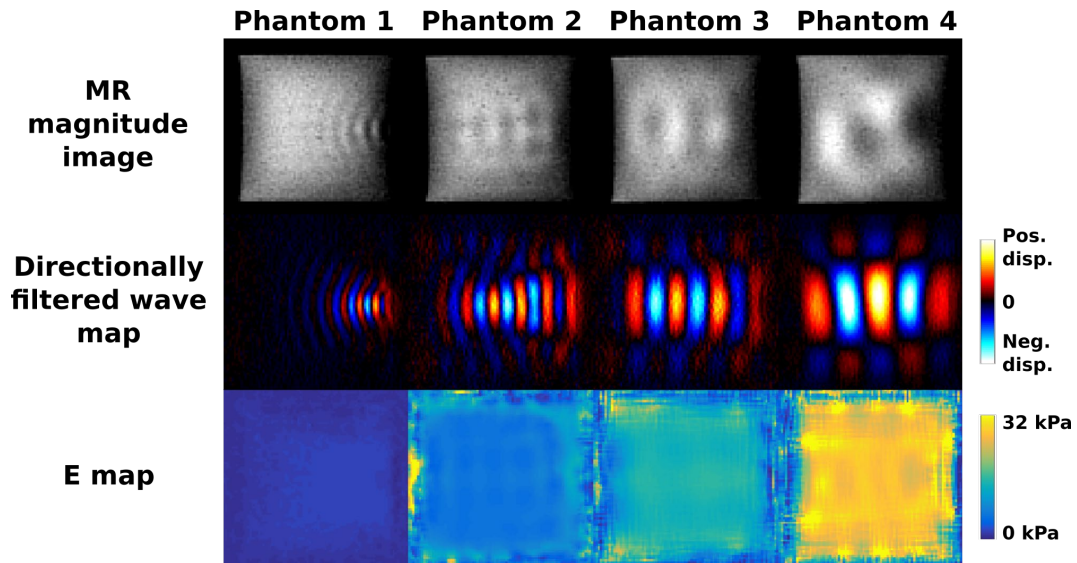 Phantom 1 Phantom 2 Phantom 3 Phantom 4
MR
magnitude
image
Directionally
filtered wave
map
Pos.
disp.
0
Neg.
disp.
E map
32 kPa
0 kPa